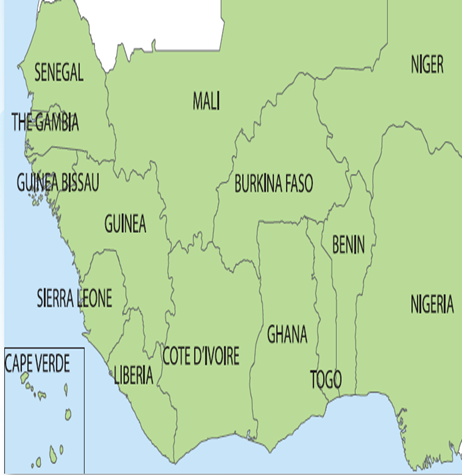 SENEGAL
NIGER
MALI
THE GAMBIA
GUINEA BISSAU
BURKINA FASO
GUINEA
BENIN
SIERRA LEONE
NIGERIA
GHANA
COTE D'IVOIRE
CAPE VERDE
LIBERIA
TOGO